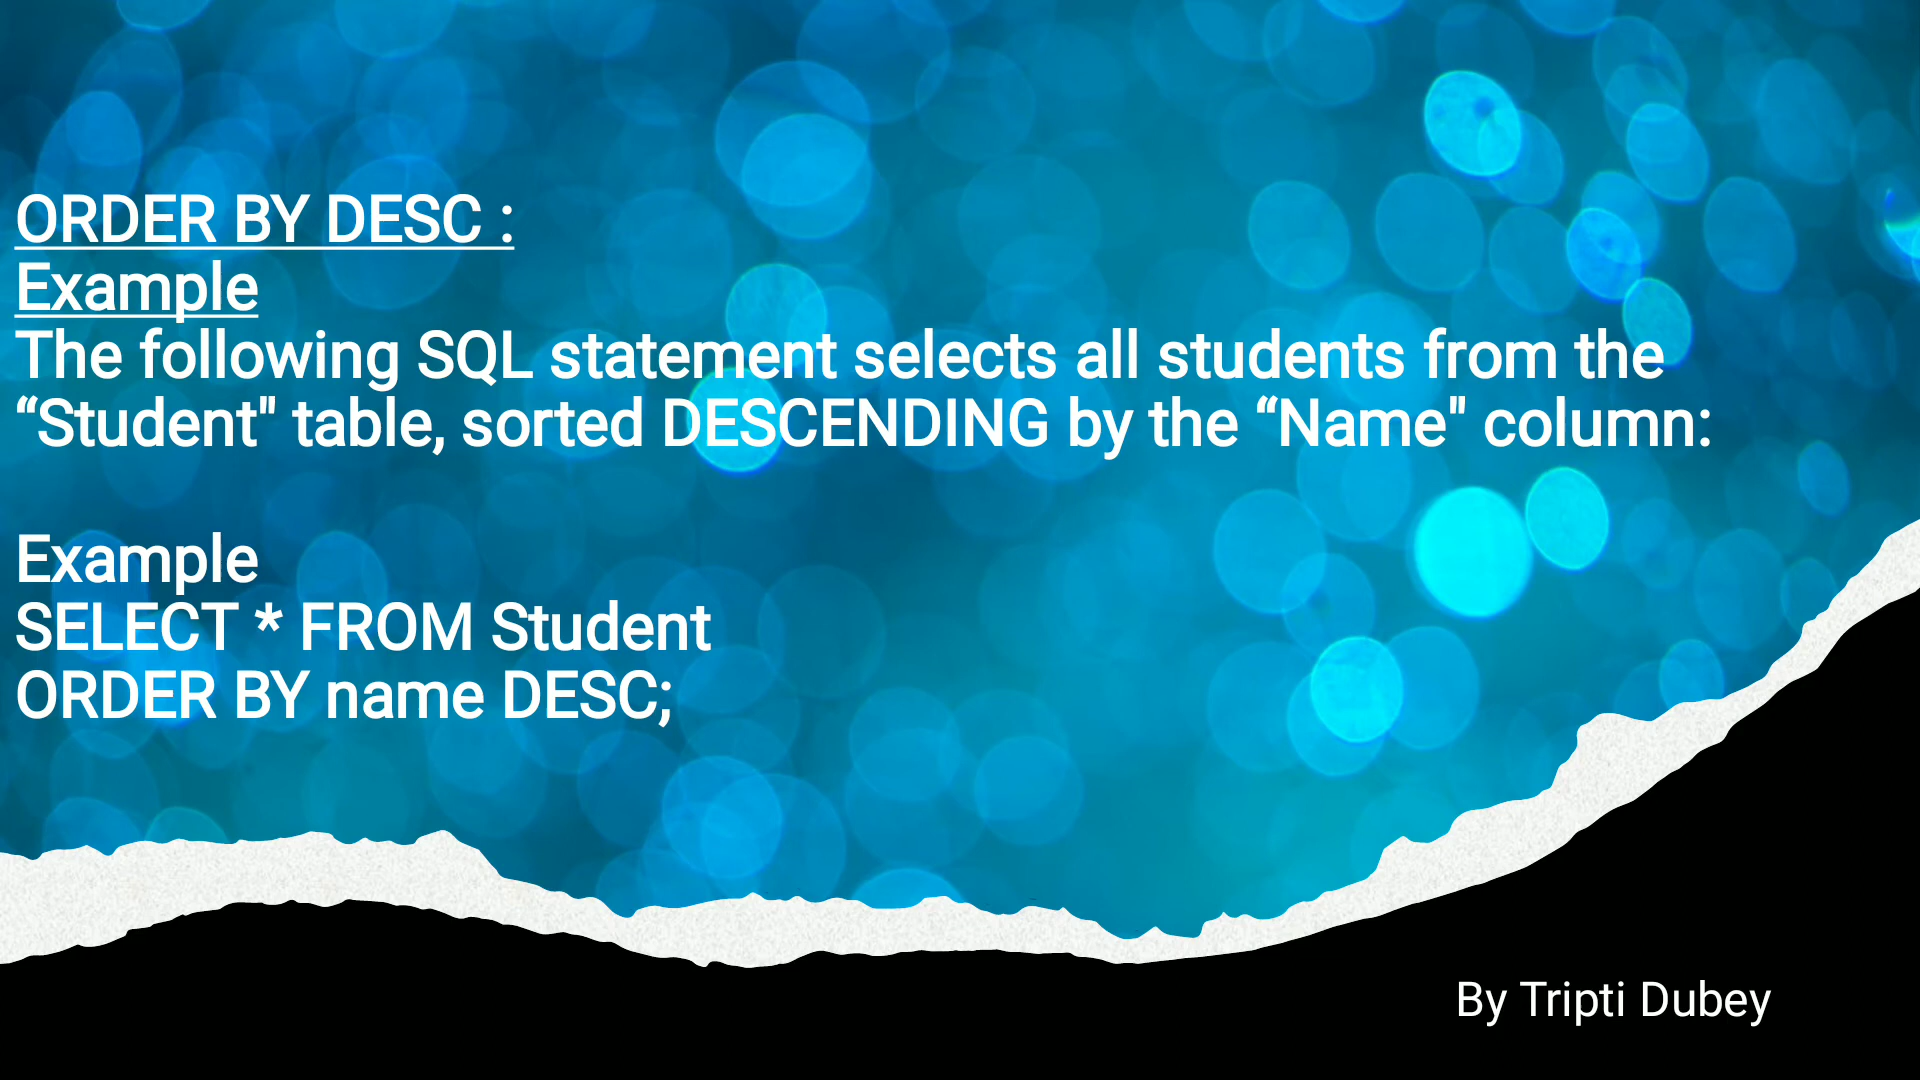 ORDER BY DESC :
Example
The following SQL statement selects all students from the
“Student" table, sorted DESCENDING by the “Name" column:
Example
SELECT * FROM Student
ORDER BY name DESC;
By Tripti Dubey